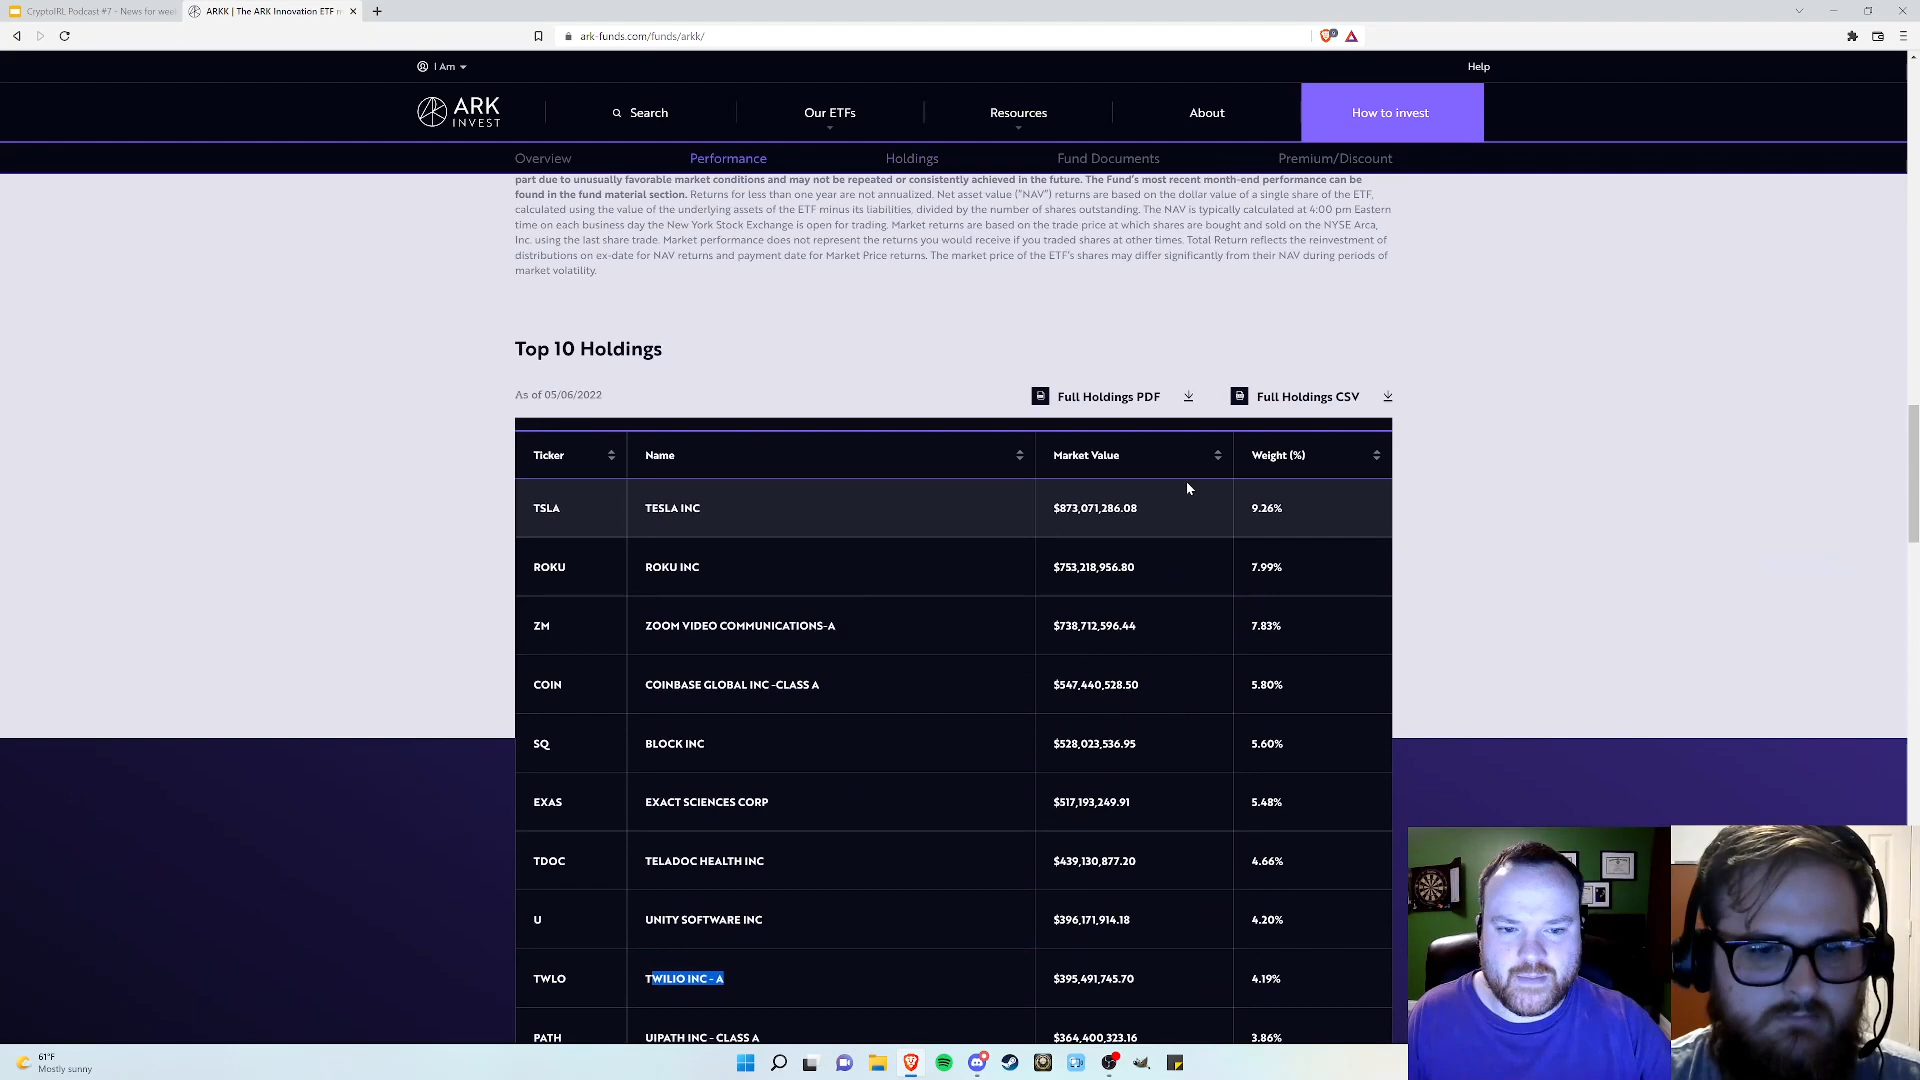 CryptoIRL Podcast #7 - News for wee
ARKK | The ARK Innovation ETF
ark-funds.com/funds/arkk/
I Am
Help
ARK
INVEST
Search
Our ETFs
Resources
About
How to invest
Overview
Performance
Holdings
Fund Documents
Premium/Discount
part due to unusually favorable market conditions and may not be repeated or consistently achieved in the future. The Fund's most recent month-end performance can be
found in the fund material section. Returns for less than one year are not annualized. Net asset value ("NAV") returns are based on the dollar value of a single share of the ETF,
calculated using the value of the underlying assets of the ETF minus its liabilities, divided by the number of shares outstanding. The NAV is typically calculated at 4:00 pm Eastern
time on each business day the New York Stock Exchange is open for trading. Market returns are based on the trade price at which shares are bought and sold on the NYSE Arca,
Inc. using the last share trade. Market performance does not represent the returns you would receive if you traded shares at other times. Total Return reflects the reinvestment of
distributions on ex-date for NAV returns and payment date for Market Price returns. The market price of the ETF's shares may differ significantly from their NAV during periods of
market volatility.
Top 10 Holdings
As of 05/06/2022
Full Holdings PDF
Full Holdings CSV
Ticker Name Market Value Weight (%)
TSLA TESLA INC $873,071,286.08 9.26%
ROKU ROKU INC $753,218,956.80 7.99%
ZM ZOOM VIDEO COMMUNICATIONS-A $738,712,596.44 7.83%
COIN COINBASE GLOBAL INC -CLASS A $547,440,528.50 5.80%
SQ BLOCK INC $528,023,536.95 5.60%
EXAS EXACT SCIENCES CORP $517,193,249.91 5.48%
TDOC TELADOC HEALTH INC $439,130,877.20 4.66%
U UNITY SOFTWARE INC $396,171,914.18 4.20%
TWLO TWILIO INC - A $395,491,745.70 4.19%
PATH UIPATH INC - CLASS A $364,400,323.16 3.86%
61°F
Mostly sunny